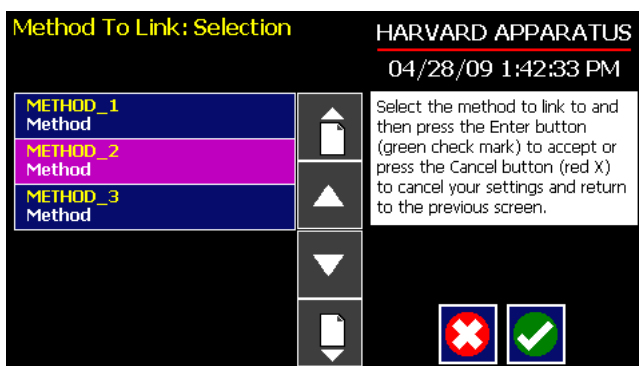 Method To Link: Selection
HARVARD APPARATUS
04/28/09 1:42:33 PM
METHOD_1
Method
METHOD_2
Method
METHOD_3
Method
Select the method to link to and
then press the Enter button
(green check mark) to accept or
press the Cancel button (red X)
to cancel your settings and return
to the previous screen.